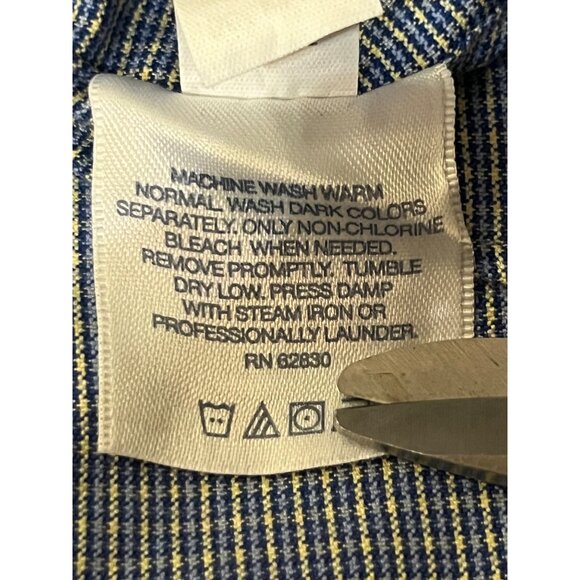 MACHINE WASH WARM
NORMAL. WASH DARK COLORS
SEPARATELY. ONLY NON-CHLORINE
BLEACH WHEN NEEDED.
REMOVE PROMPTLY. TUMBLE
DRY LOW. PRESS DAMP
WITH STEAM IRON OR
PROFESSIONALLY LAUNDER.
RN 62830